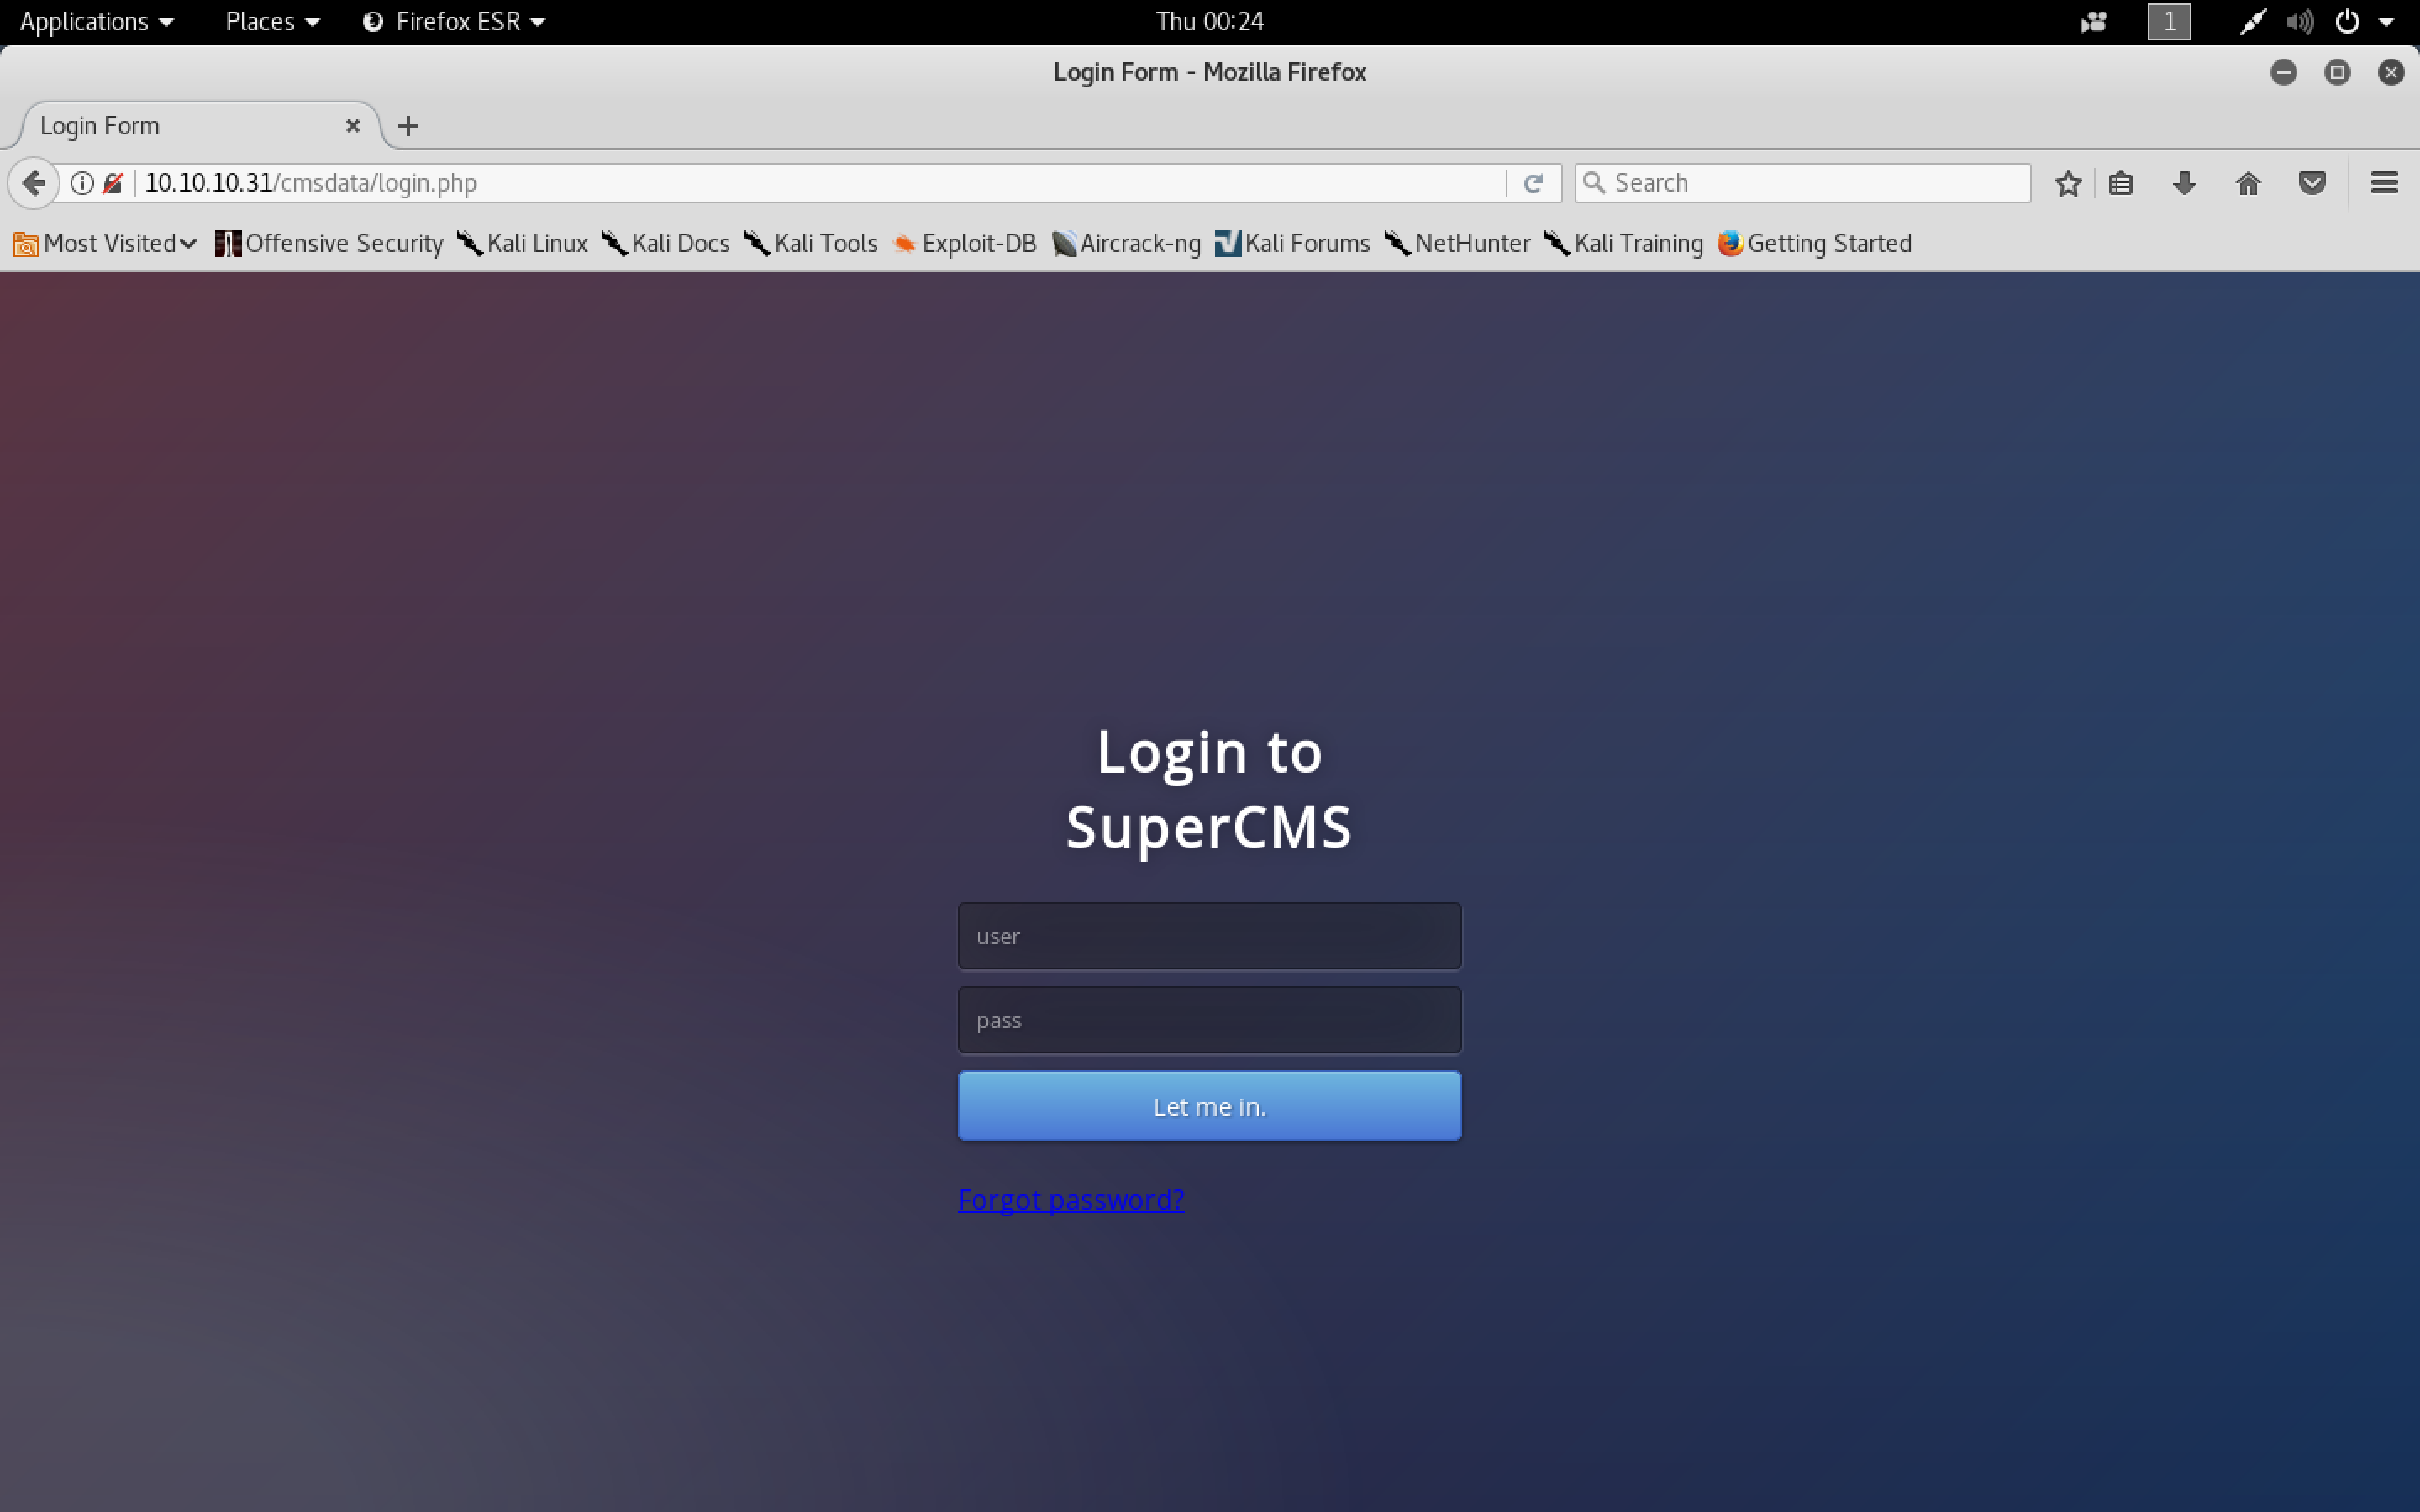 Applications Places Firefox ESR Thu 00:24 1
Login Form - Mozilla Firefox
Login Form
10.10.10.31/cmsdata/login.php Search
Most Visited Offensive Security Kali Linux Kali Docs Kali Tools Exploit-DB Aircrack-ng Kali Forums NetHunter Kali Training Getting Started
Login to
SuperCMS
user
pass
Let me in.
Forgot password?